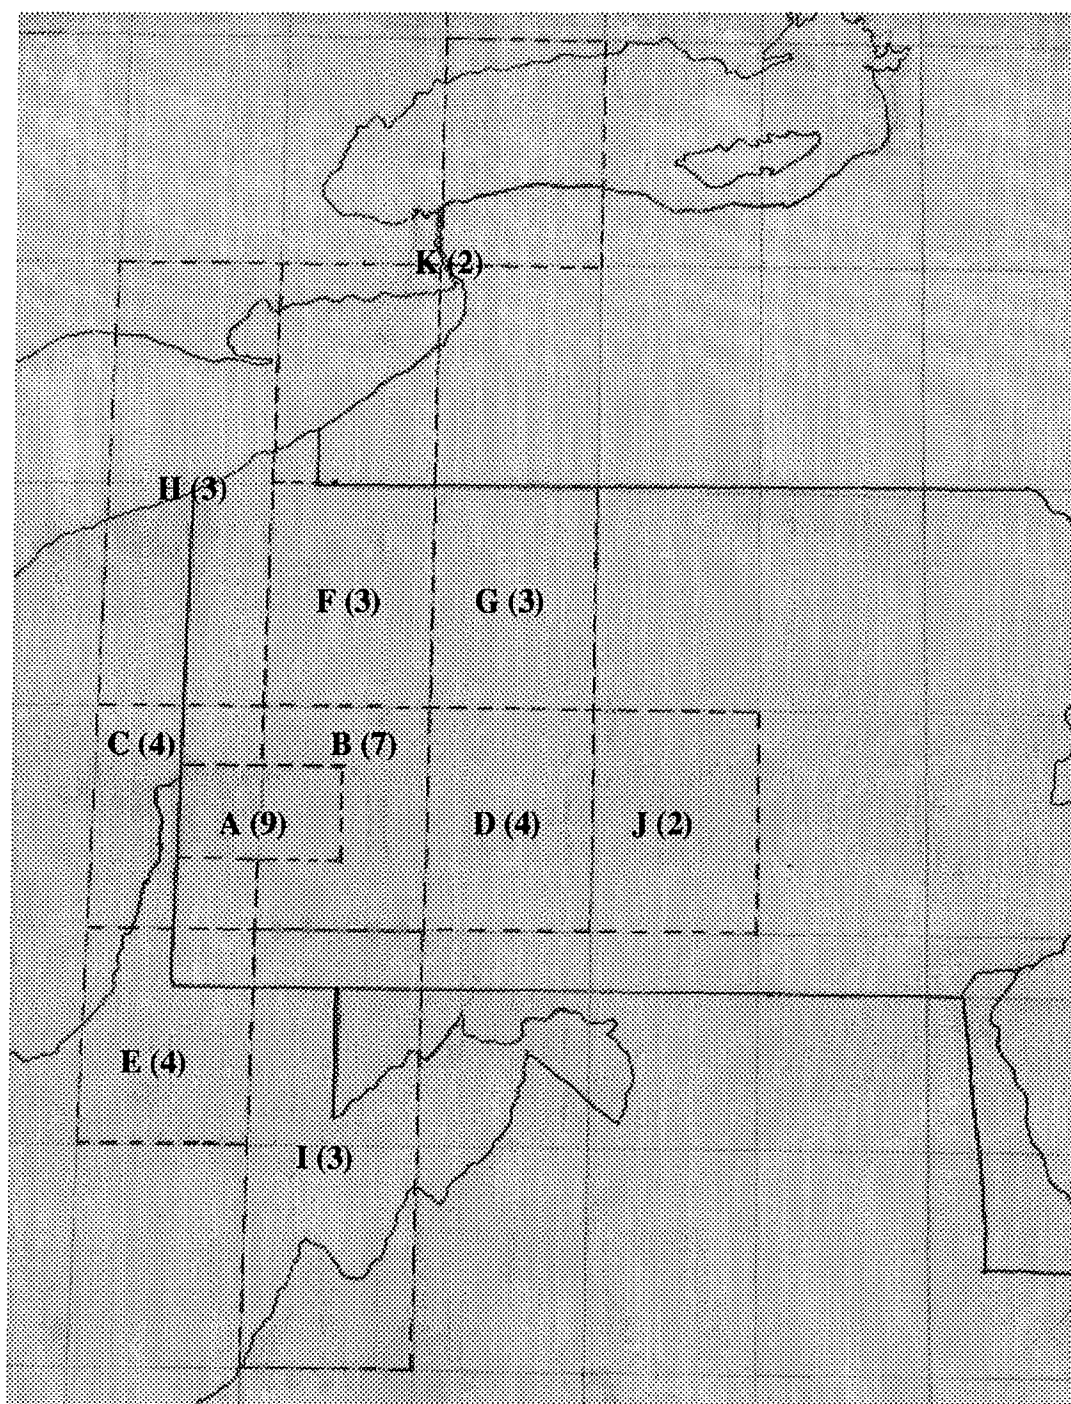 K (2)
H (3)
F (3)
G (3)
C (4)
B (7)
A (9)
D (4)
J (2)
E (4)
I (3)